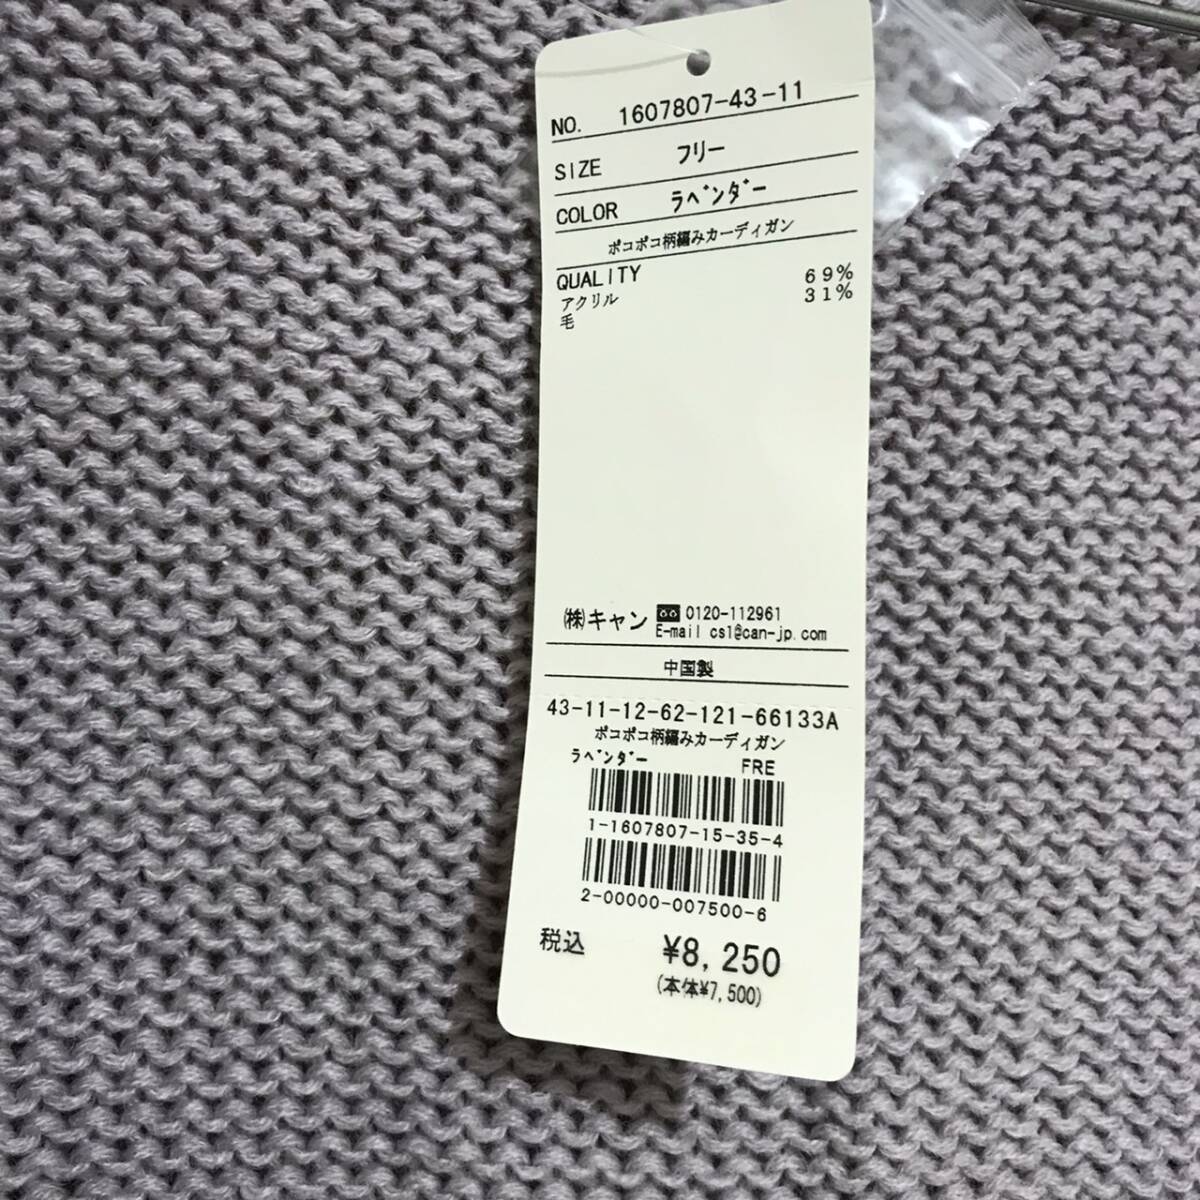 NO. 1607807-43-11
SIZE フリー
COLOR ラベンダー
ポコポコ柄編みカーディガン
QUALITY
アクリル 69%
毛 31%
㈱キャン 0120-112961
E-mail cs1@can-jp.com
中国製
43-11-12-62-121-66133A
ポコポコ柄編みカーディガン
ラベンダー FRE
1-1607807-15-35-4
2-00000-007500-6
税込 ¥8,250
(本体¥7,500)